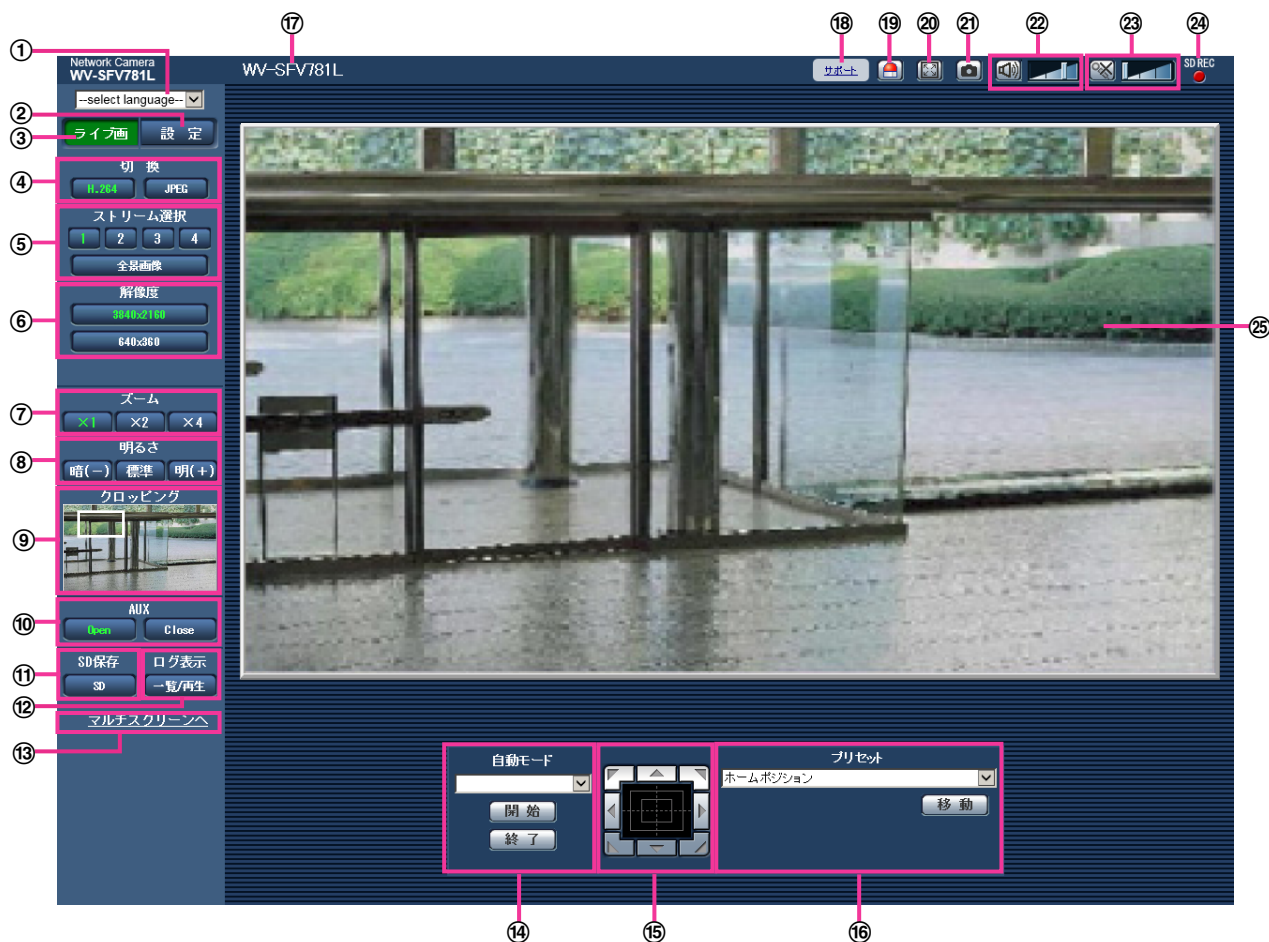 ⑰
⑱
⑲
⑳
㉑
㉒
㉓
㉔
①
Network Camera
WV-SFV781L
WV-SFV781L
サポート
SD REC
--select language--
②
③
ライブ画
設 定
④
切 換
H.264
JPEG
⑤
ストリーム選択
1
2
3
4
全景画像
⑥
解像度
3840x2160
640x360
㉕
⑦
ズーム
×1
×2
×4
⑧
明るさ
暗(−)
標準
明(+)
⑨
クロッピング
⑩
AUX
Open
Close
⑪
SD保存
ログ表示
SD
一覧/再生
⑫
マルチスクリーンへ
⑬
自動モード
開 始
終 了
プリセット
ホームポジション
移 動
⑭
⑮
⑯